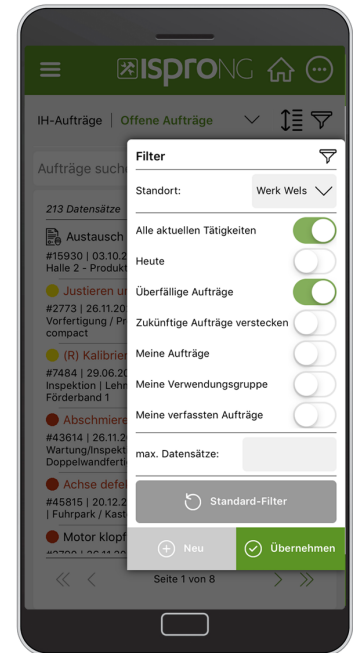 isproNG
IH-Aufträge | Offene Aufträge
Aufträge such
213 Datensätze
Austausch
#15930 | 03.10.2
Halle 2 - Produkt
Justieren u
#2773 | 26.11.20
Vorfertigung / Pr
compact
(R) Kalibrier
#7484 | 29.06.20
Inspektion | Lehr
Förderband 1
Abschmiere
#43614 | 26.11.2
Wartung/Inspekt
Doppelwandferti
Achse defe
#45815 | 20.12.2
| Fuhrpark / Kast
Motor klopf
Filter
Standort: Werk Wels
Alle aktuellen Tätigkeiten
Heute
Überfällige Aufträge
Zukünftige Aufträge verstecken
Meine Aufträge
Meine Verwendungsgruppe
Meine verfassten Aufträge
max. Datensätze:
Standard-Filter
Neu Übernehmen
Seite 1 von 8